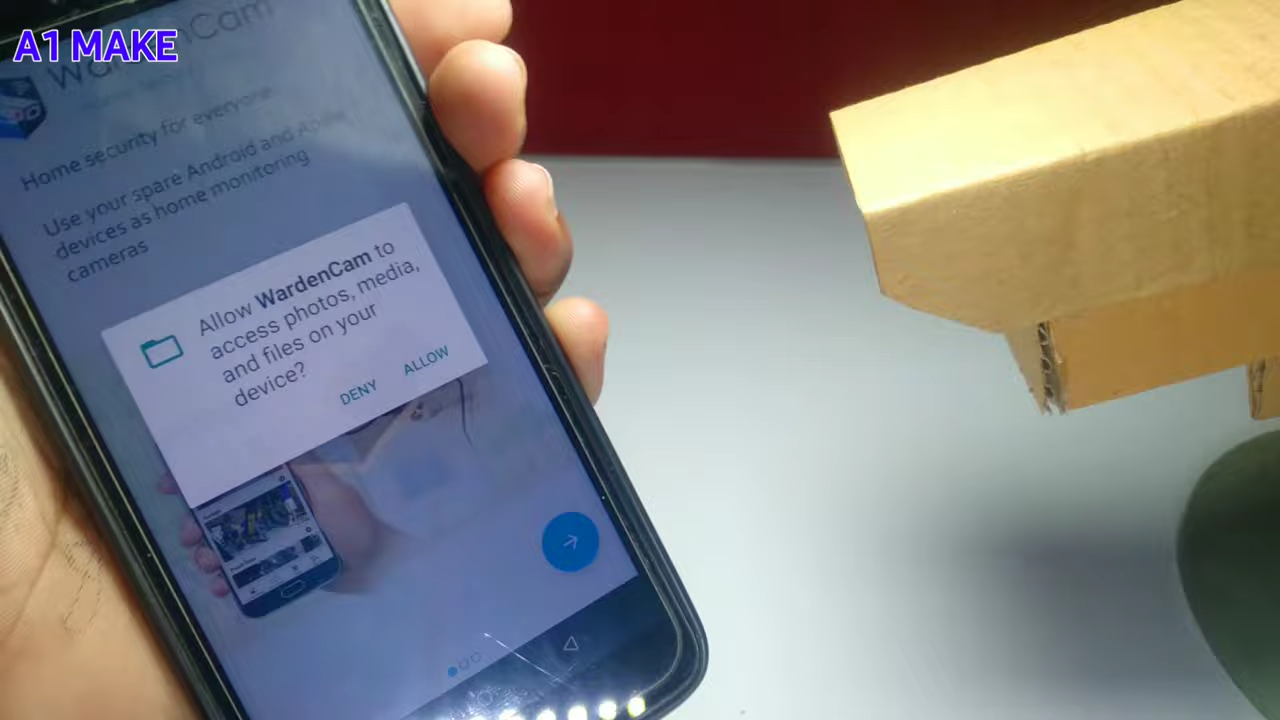 A1 MAKE
WardenCam
Home security for everyone
Use your spare Android and Apple
devices as home monitoring
cameras
Allow WardenCam to
access photos, media,
and files on your
device?
DENY ALLOW